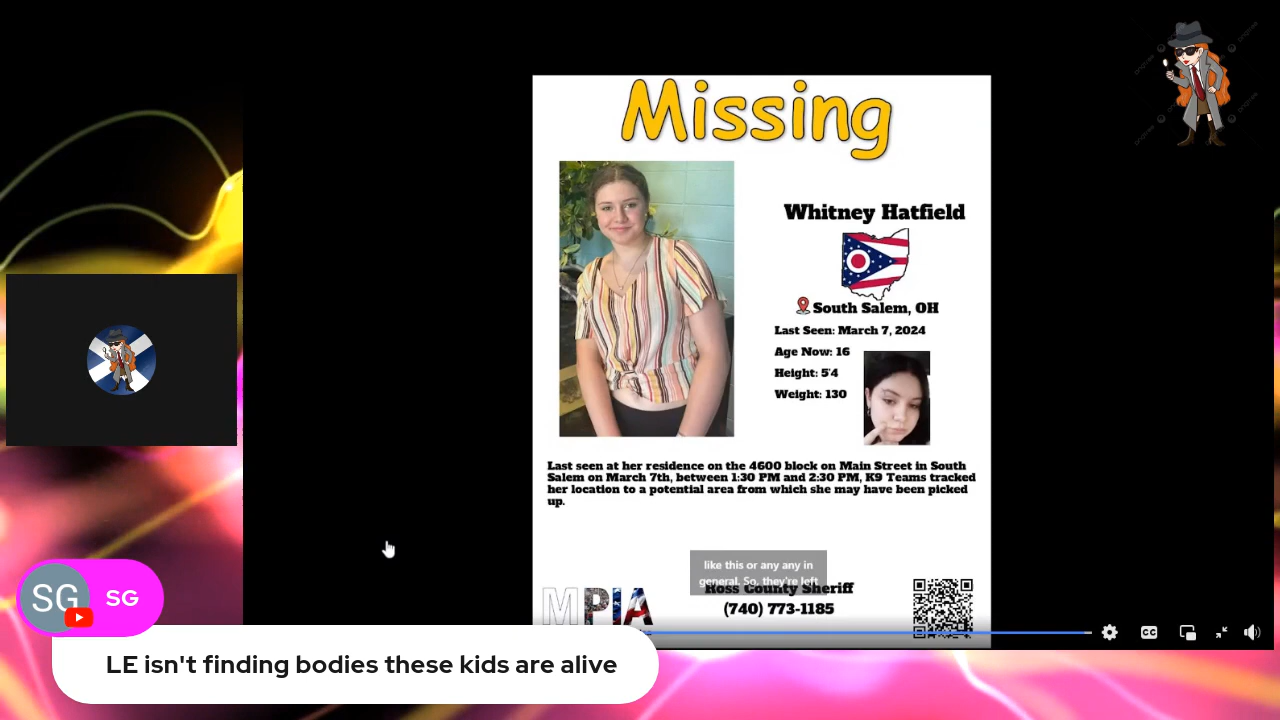 Missing
Whitney Hatfield
South Salem, OH
Last Seen: March 7, 2024
Age Now: 16
Height: 5'4
Weight: 130
Last seen at her residence on the 4600 block on Main Street in South
Salem on March 7th, between 1:30 PM and 2:30 PM, K9 Teams tracked
her location to a potential area from which she may have been picked
up.
like this or any any in
general. So, they're left
Ross County Sheriff
(740) 773-1185
MPIA
CC
SG
SG
LE isn't finding bodies these kids are alive